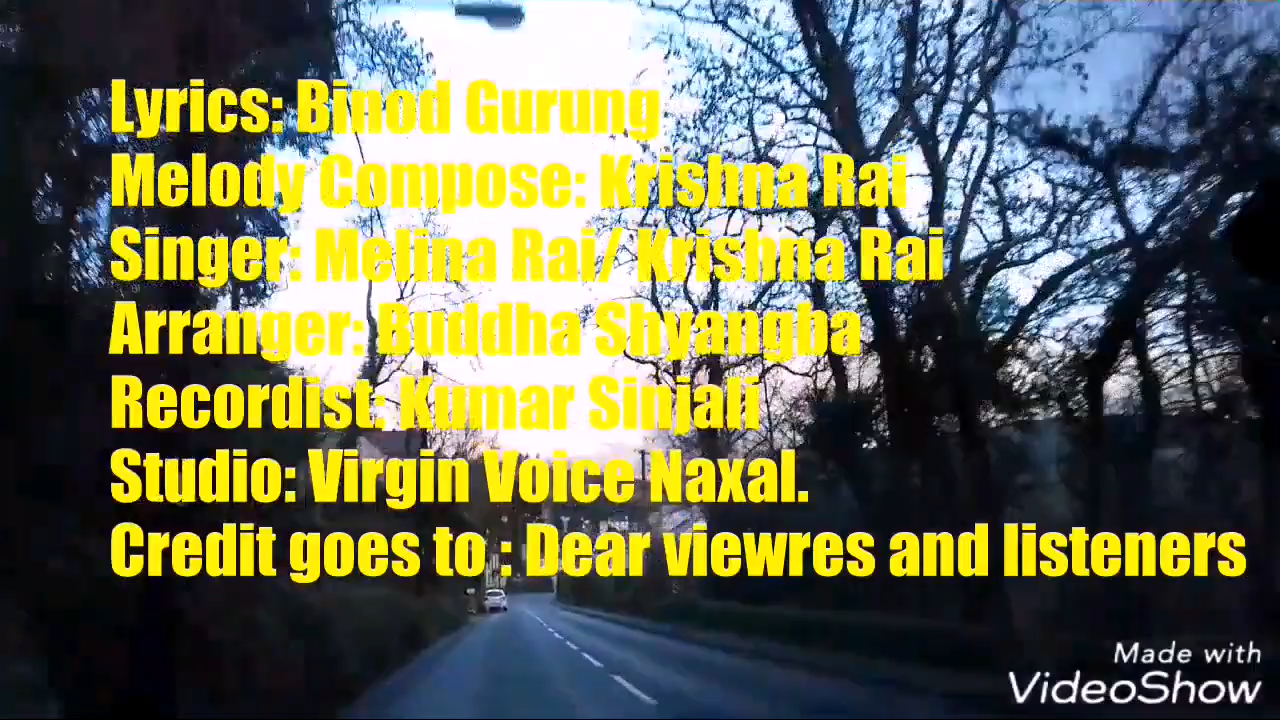 Lyrics: Binod Gurung
Melody Compose: Krishna Rai
Singer: Melina Rai/ Krishna Rai
Arranger: Buddha Shyangba
Recordist: Kumar Sinjali
Studio: Virgin Voice Naxal.
Credit goes to : Dear viewres and listeners
Made with
VideoShow